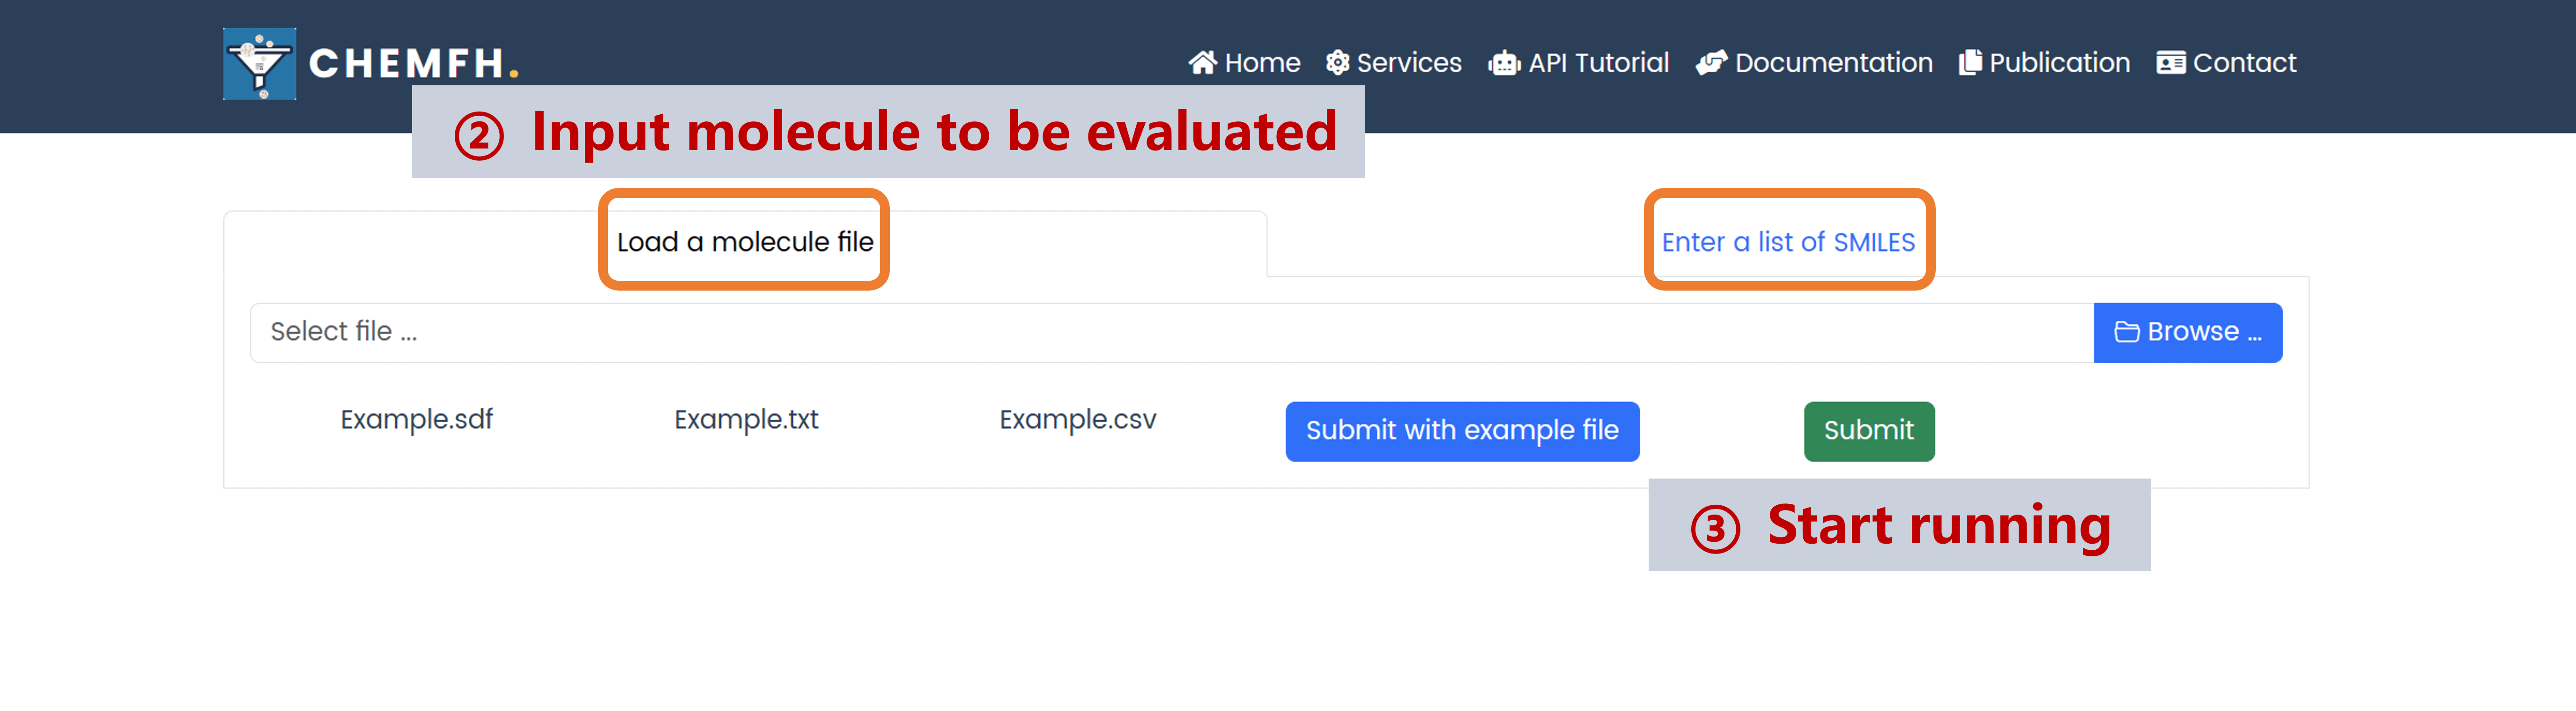 CHEMFH.
Home Services API Tutorial Documentation Publication Contact
② Input molecule to be evaluated
Load a molecule file
Enter a list of SMILES
Select file ...
Browse ...
Example.sdf Example.txt Example.csv Submit with example file Submit
③ Start running